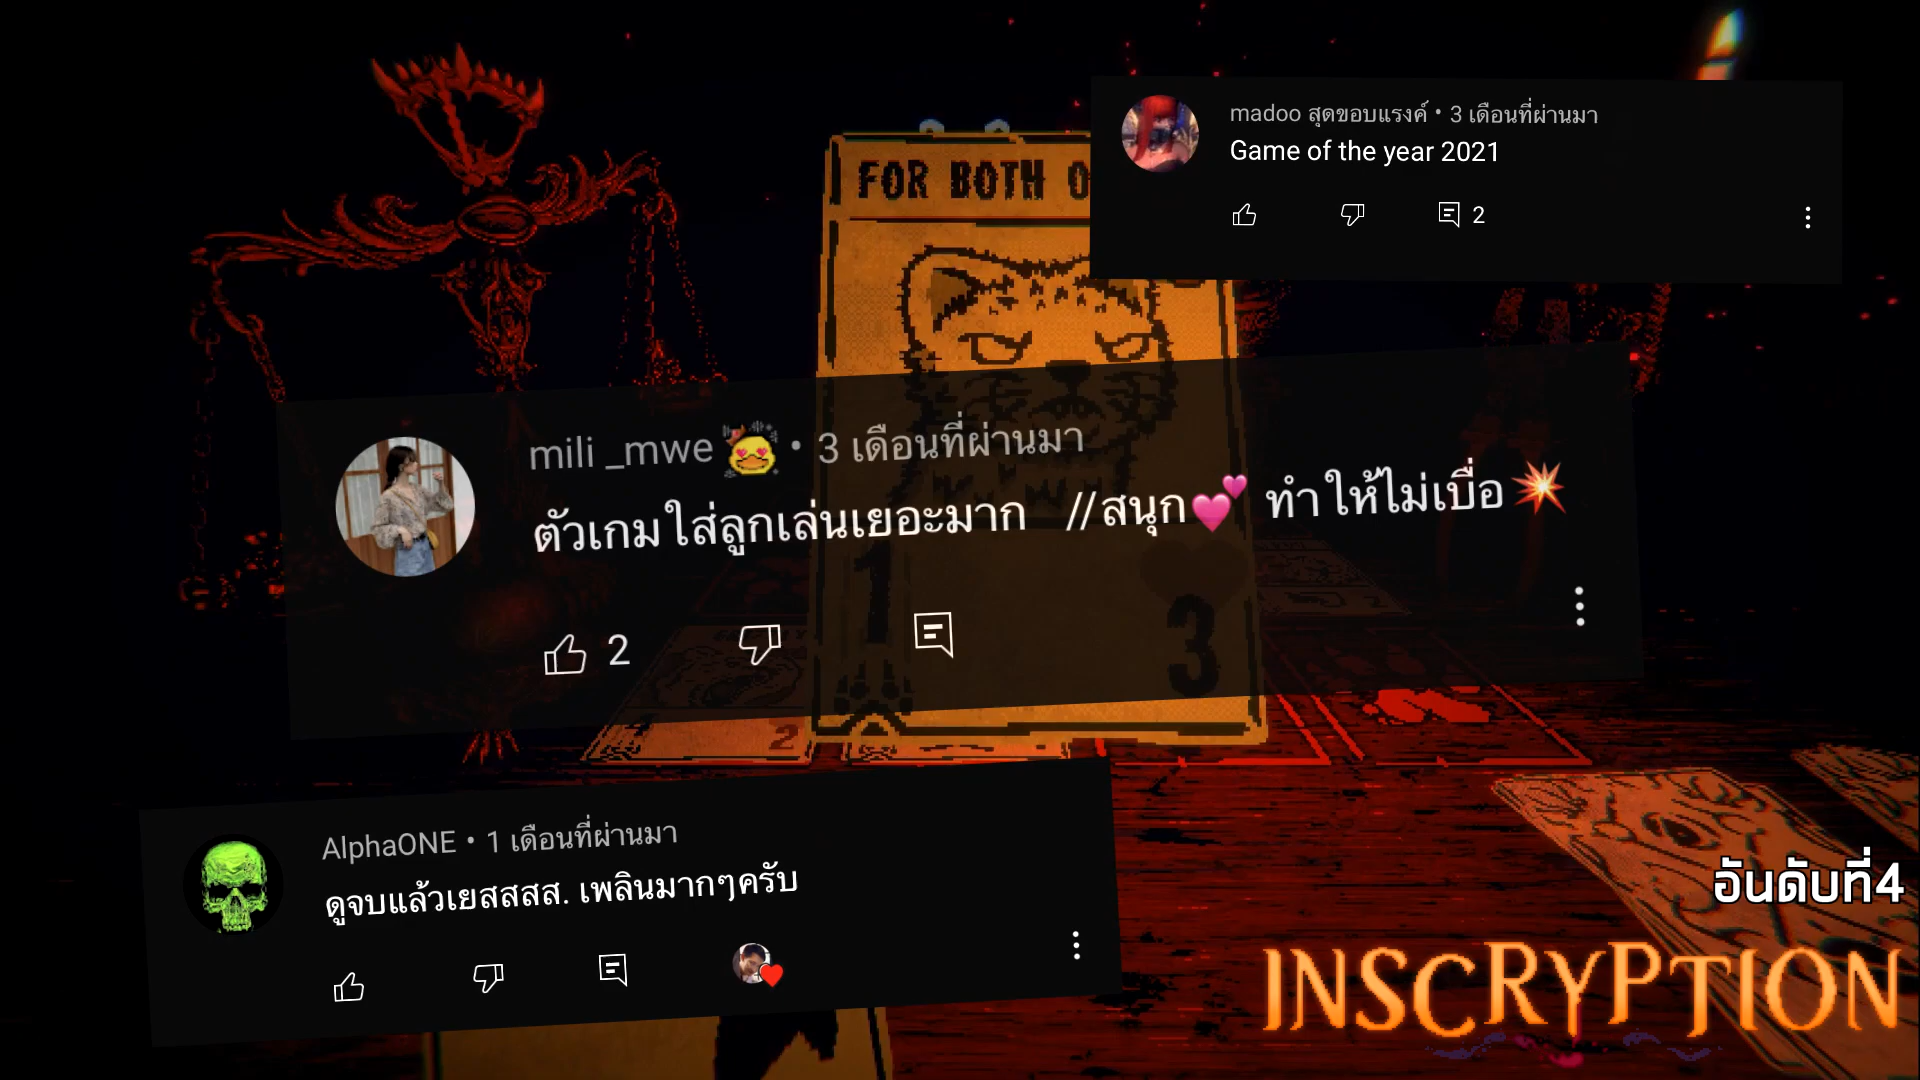 FOR BOTH O
madoo สุดขอบแรงค์ • 3 เดือนที่ผ่านมา
Game of the year 2021
2
mili _mwe • 3 เดือนที่ผ่านมา
ตัวเกมใส่ลูกเล่นเยอะมาก //สนุก💕 ทำให้ไม่เบื่อ💥
2
1
3
2
AlphaONE • 1 เดือนที่ผ่านมา
ดูจบแล้วเยสสสส. เพลินมากๆครับ
อันดับที่4
INSCRYPTION